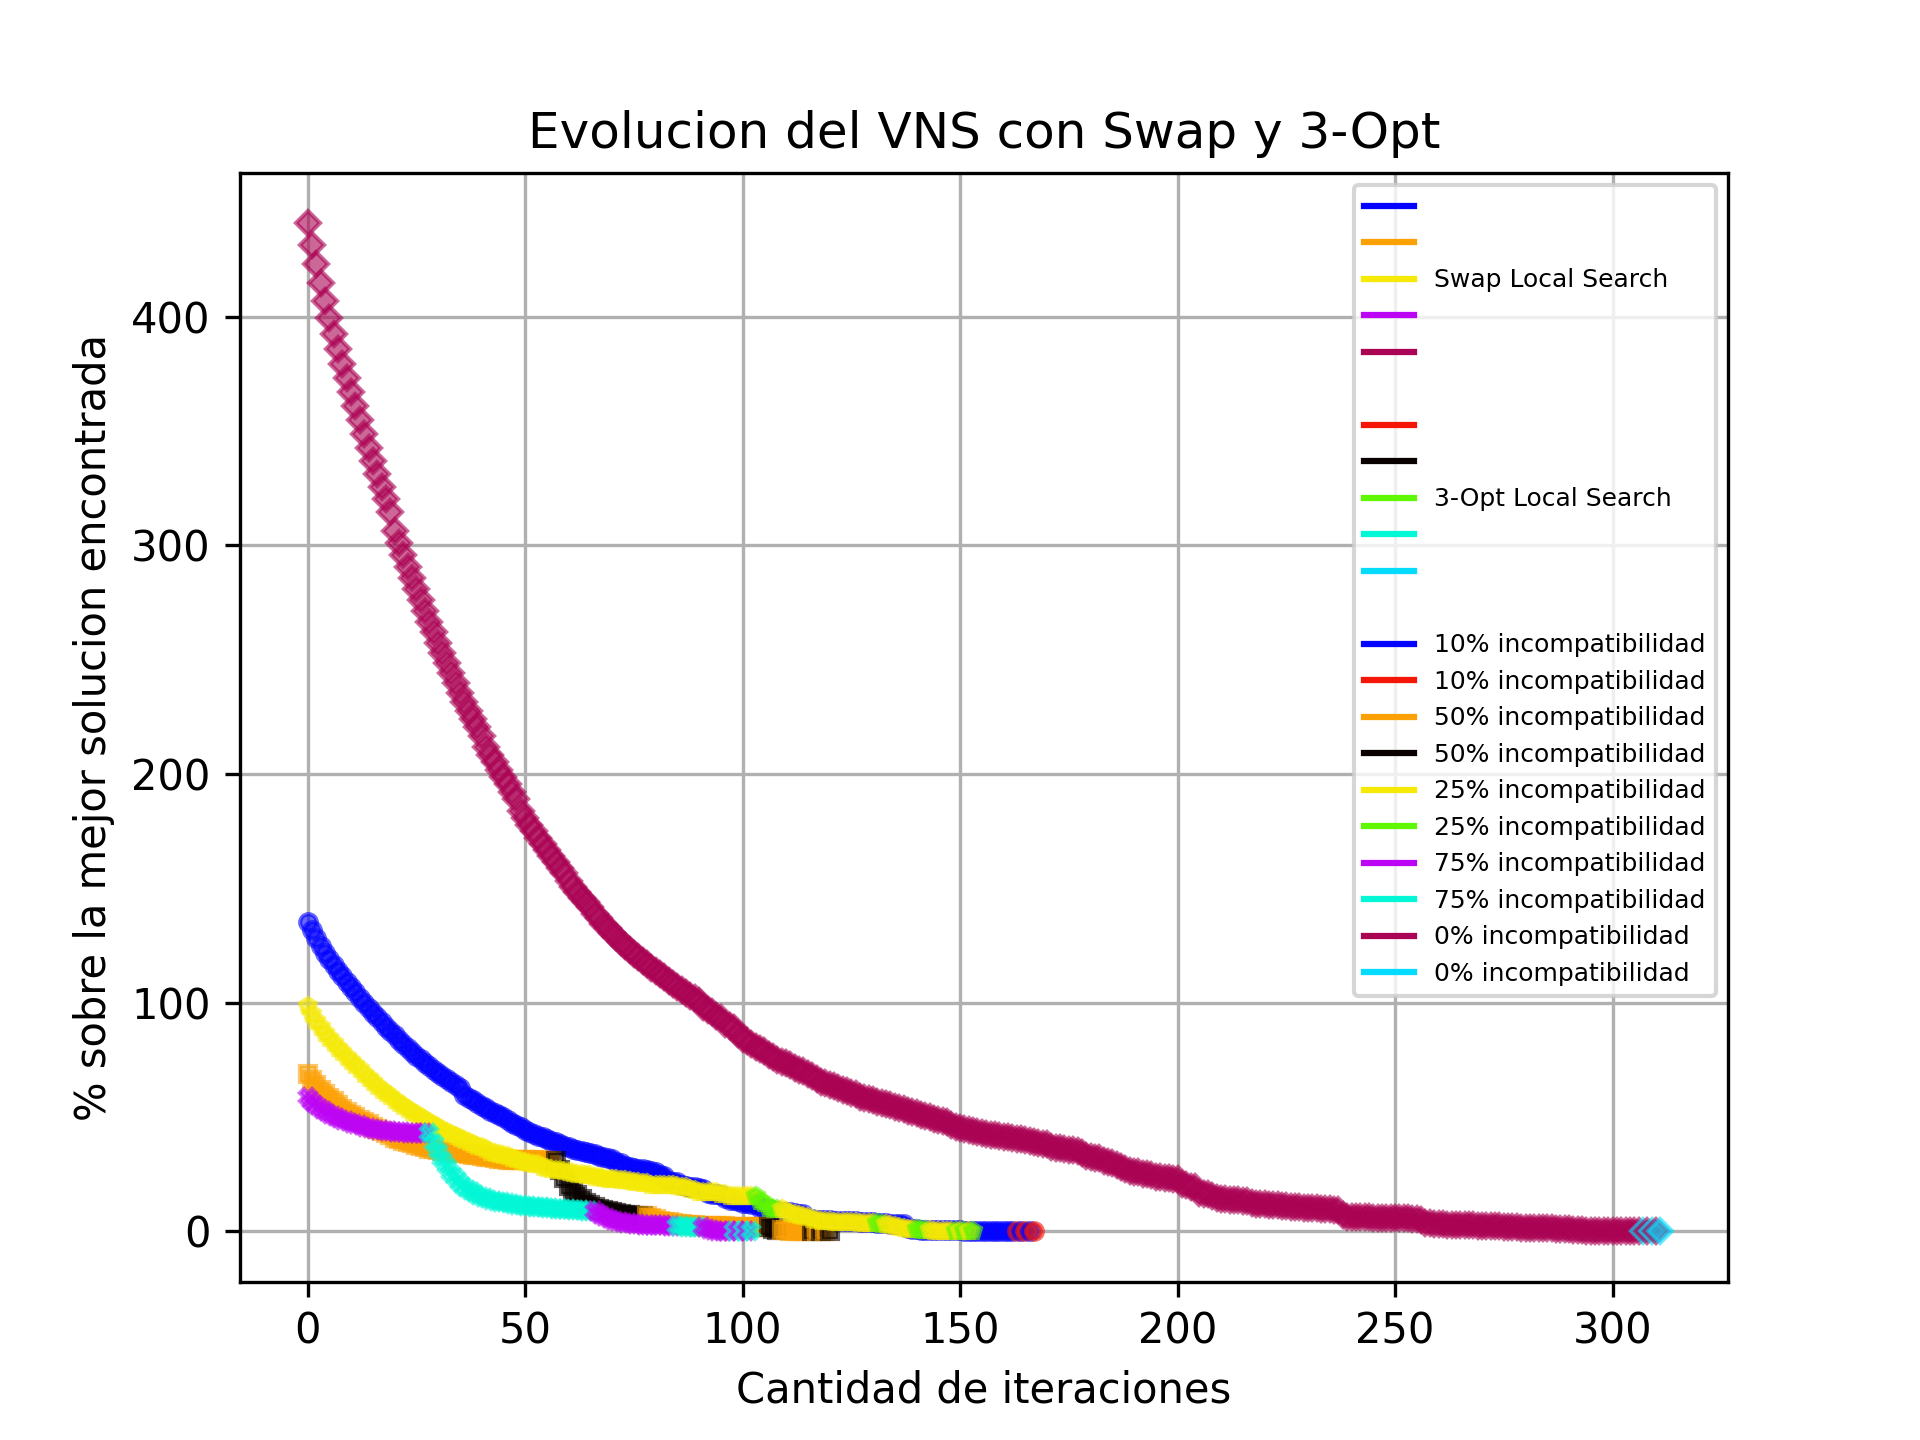 Evolucion del VNS con Swap y 3-Opt
% sobre la mejor solucion encontrada
400
300
200
100
0
0 50 100 150 200 250 300
Cantidad de iteraciones
Swap Local Search
3-Opt Local Search
10% incompatibilidad
10% incompatibilidad
50% incompatibilidad
50% incompatibilidad
25% incompatibilidad
25% incompatibilidad
75% incompatibilidad
75% incompatibilidad
0% incompatibilidad
0% incompatibilidad